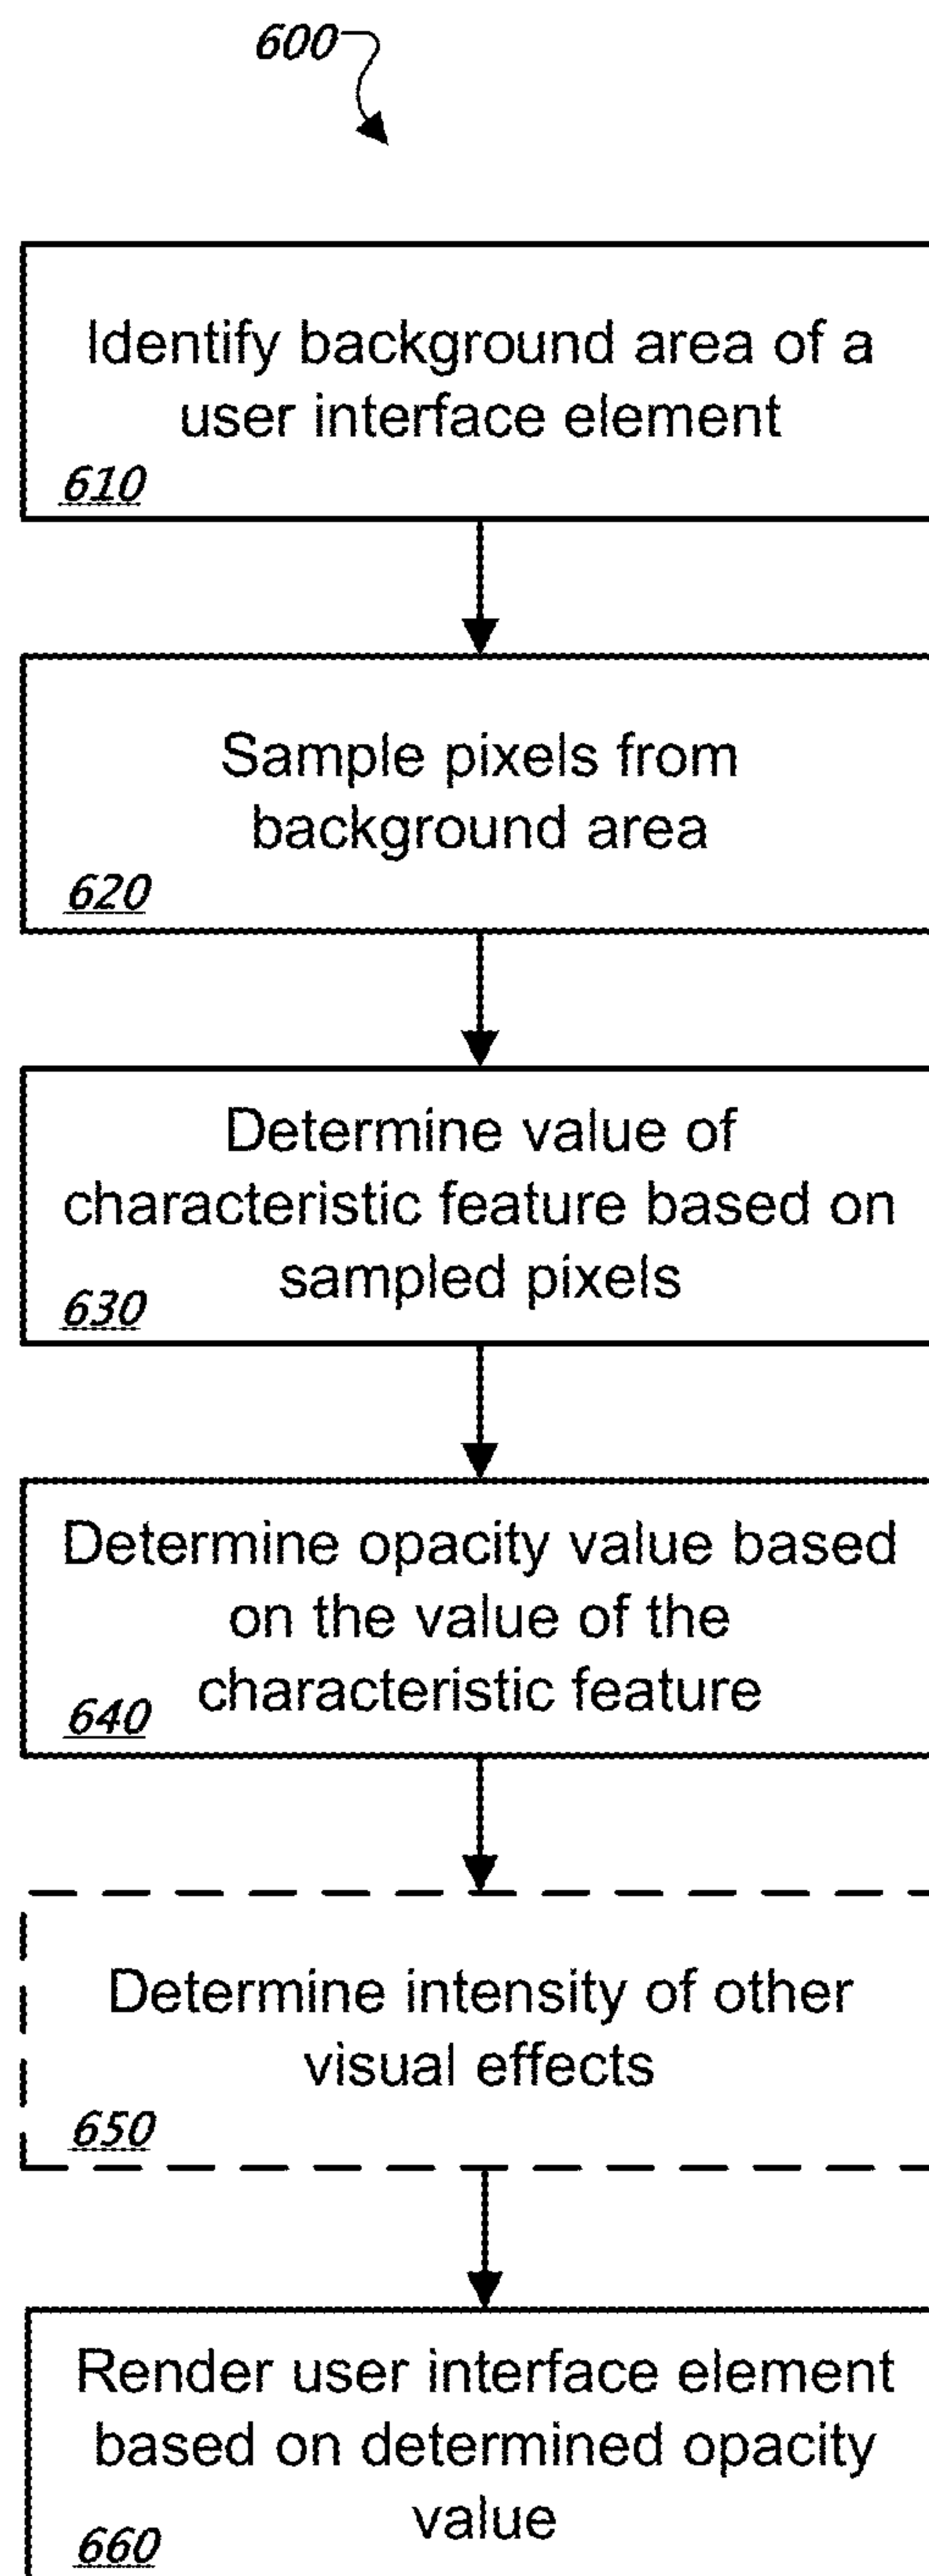 600
Identify background area of a
user interface element
610
Sample pixels from
background area
620
Determine value of
characteristic feature based on
sampled pixels
630
Determine opacity value based
on the value of the
characteristic feature
640
Determine intensity of other
visual effects
650
Render user interface element
based on determined opacity
value
660